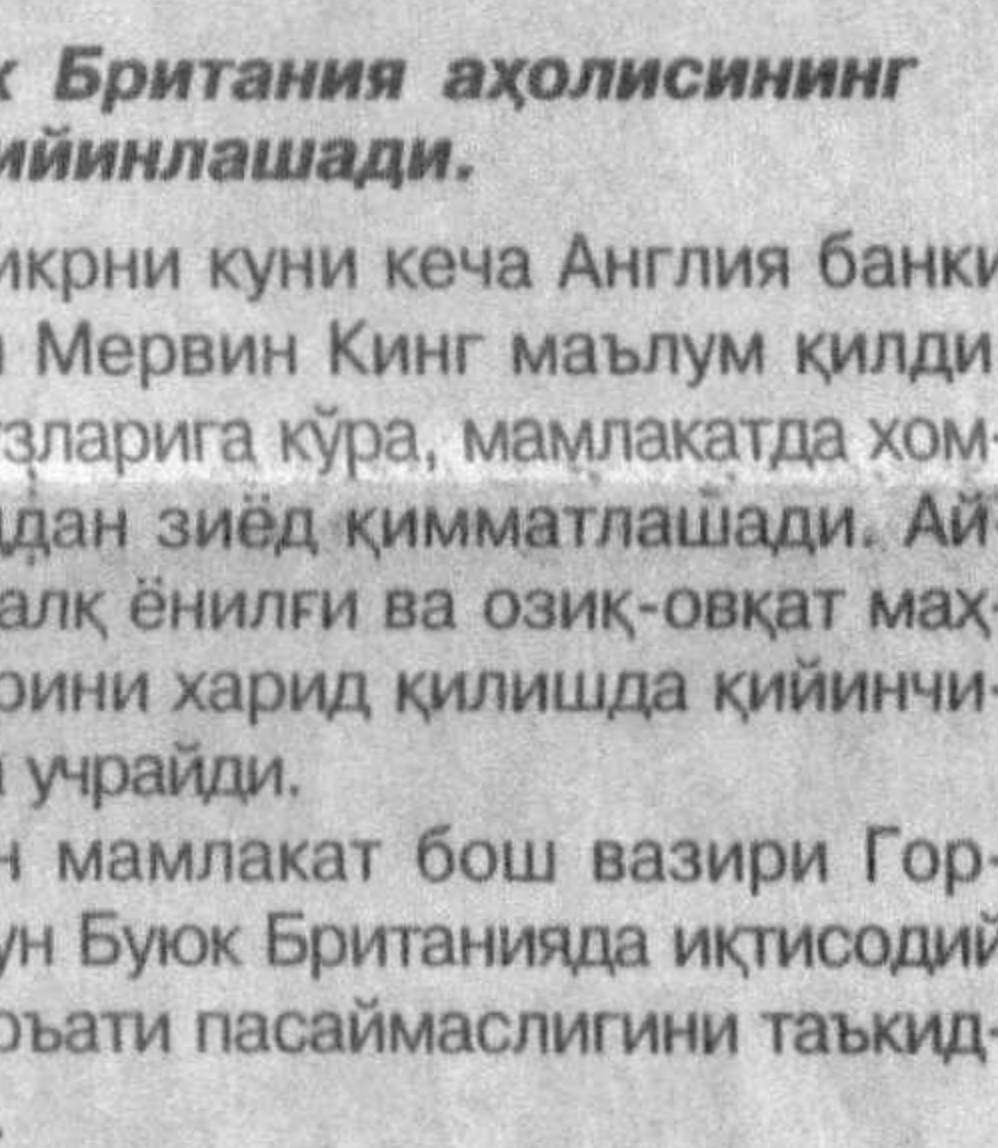 к Британия аҳолисининг
ийинлашади.
икрни куни кеча Англия банки
Мервин Кинг маълум қилди
узларига кўра, мамлакатда хом-
дан зиёд қимматлашади. Ай-
алқ ёнилғи ва озиқ-овқат маҳ-
рини харид қилишда қийинчи-
учрайди.
н мамлакат бош вазири Гор-
ун Буюк Британияда иқтисодий
ръати пасаймаслигини таъкид-